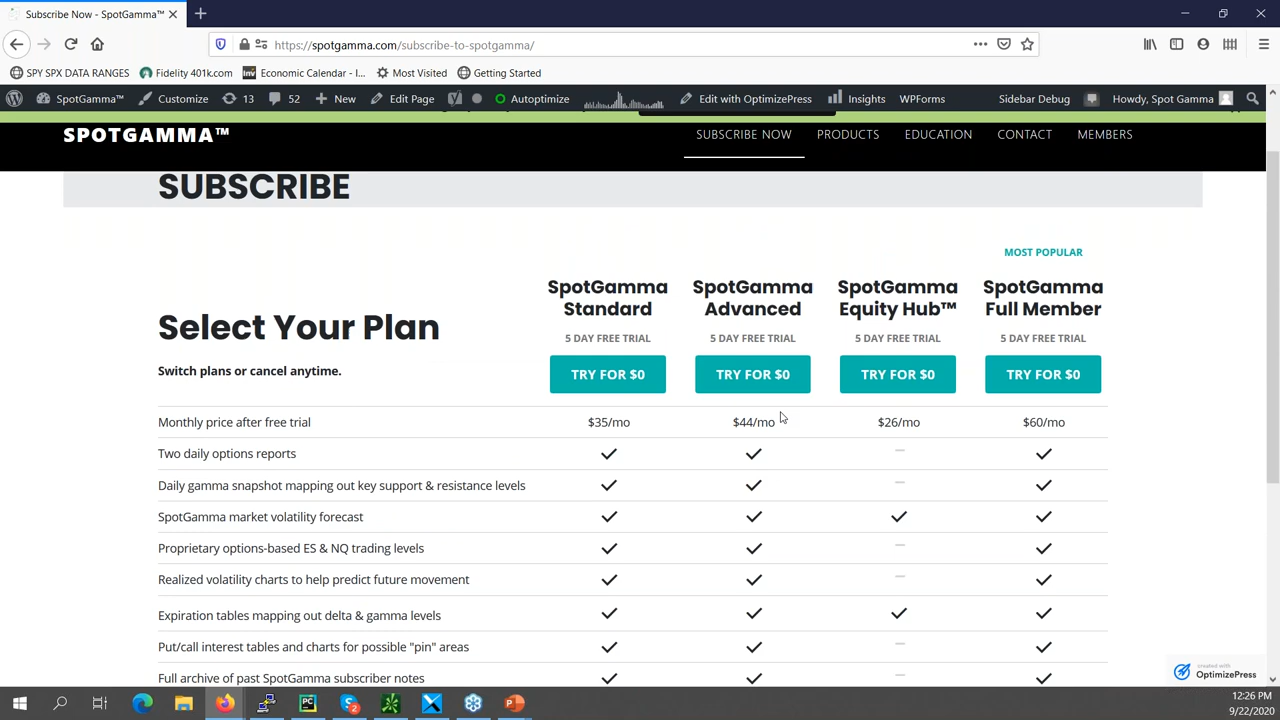 Subscribe Now - SpotGamma™
https://spotgamma.com/subscribe-to-spotgamma/
SPY SPX DATA RANGES
Fidelity 401k.com
Economic Calendar - I...
Most Visited
Getting Started
SpotGamma™
Customize
13
52
New
Edit Page
Autoptimize
Edit with OptimizePress
Insights
WPForms
Sidebar Debug
Howdy, Spot Gamma
SPOTGAMMA™
SUBSCRIBE NOW
PRODUCTS
EDUCATION
CONTACT
MEMBERS
SUBSCRIBE
MOST POPULAR
Select Your Plan
Switch plans or cancel anytime.
SpotGamma
Standard
5 DAY FREE TRIAL
TRY FOR $0
SpotGamma
Advanced
5 DAY FREE TRIAL
TRY FOR $0
SpotGamma
Equity Hub™
5 DAY FREE TRIAL
TRY FOR $0
SpotGamma
Full Member
5 DAY FREE TRIAL
TRY FOR $0
Monthly price after free trial $35/mo $44/mo $26/mo $60/mo
Two daily options reports
Daily gamma snapshot mapping out key support & resistance levels
SpotGamma market volatility forecast
Proprietary options-based ES & NQ trading levels
Realized volatility charts to help predict future movement
Expiration tables mapping out delta & gamma levels
Put/call interest tables and charts for possible "pin" areas
Full archive of past SpotGamma subscriber notes
created with
OptimizePress
12:26 PM
9/22/2020